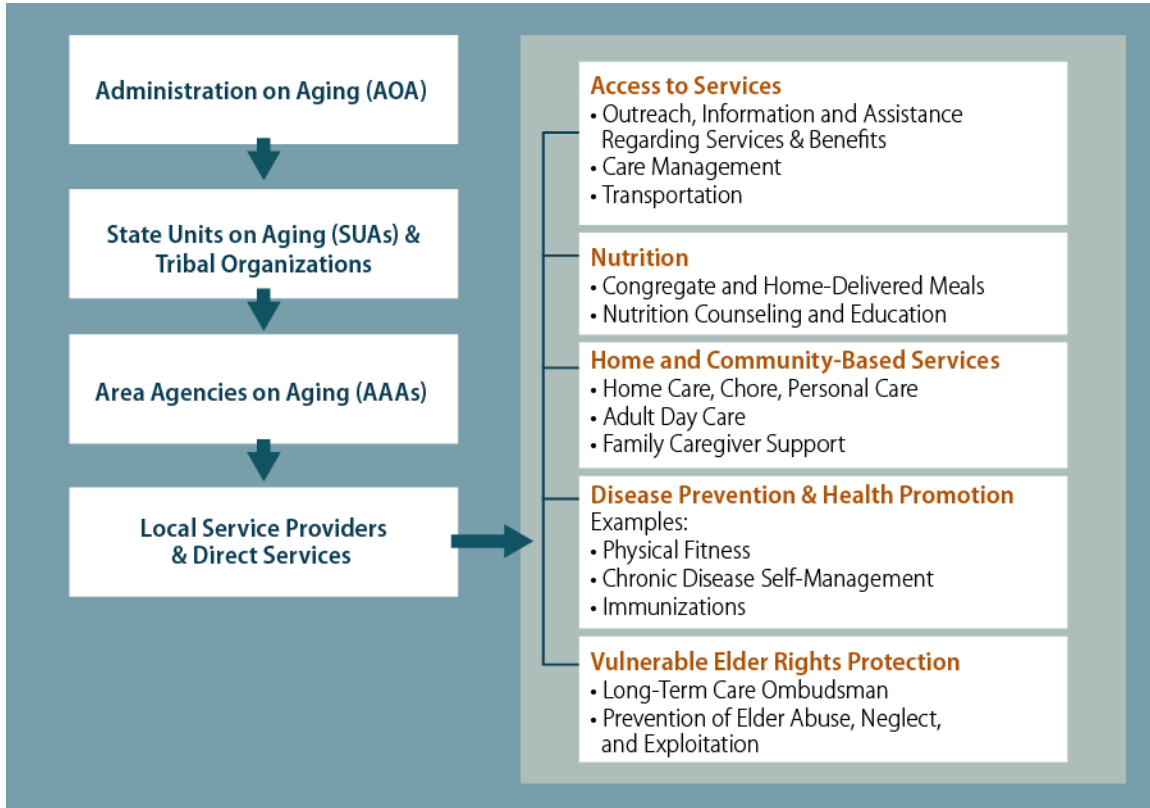 Administration on Aging (AOA)
State Units on Aging (SUAs) &
Tribal Organizations
Area Agencies on Aging (AAAs)
Local Service Providers
& Direct Services
Access to Services
• Outreach, Information and Assistance
Regarding Services & Benefits
• Care Management
• Transportation
Nutrition
• Congregate and Home-Delivered Meals
• Nutrition Counseling and Education
Home and Community-Based Services
• Home Care, Chore, Personal Care
• Adult Day Care
• Family Caregiver Support
Disease Prevention & Health Promotion
Examples:
• Physical Fitness
• Chronic Disease Self-Management
• Immunizations
Vulnerable Elder Rights Protection
• Long-Term Care Ombudsman
• Prevention of Elder Abuse, Neglect,
and Exploitation